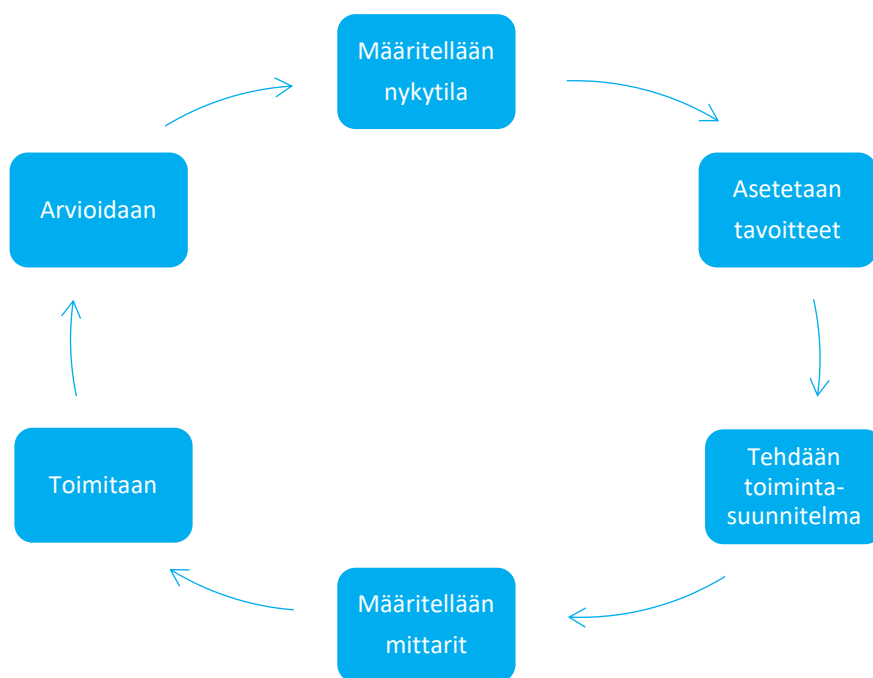 Määritellään
nykytila
Asetetaan
tavoitteet
Tehdään
toiminta-
suunnitelma
Määritellään
mittarit
Toimitaan
Arvioidaan